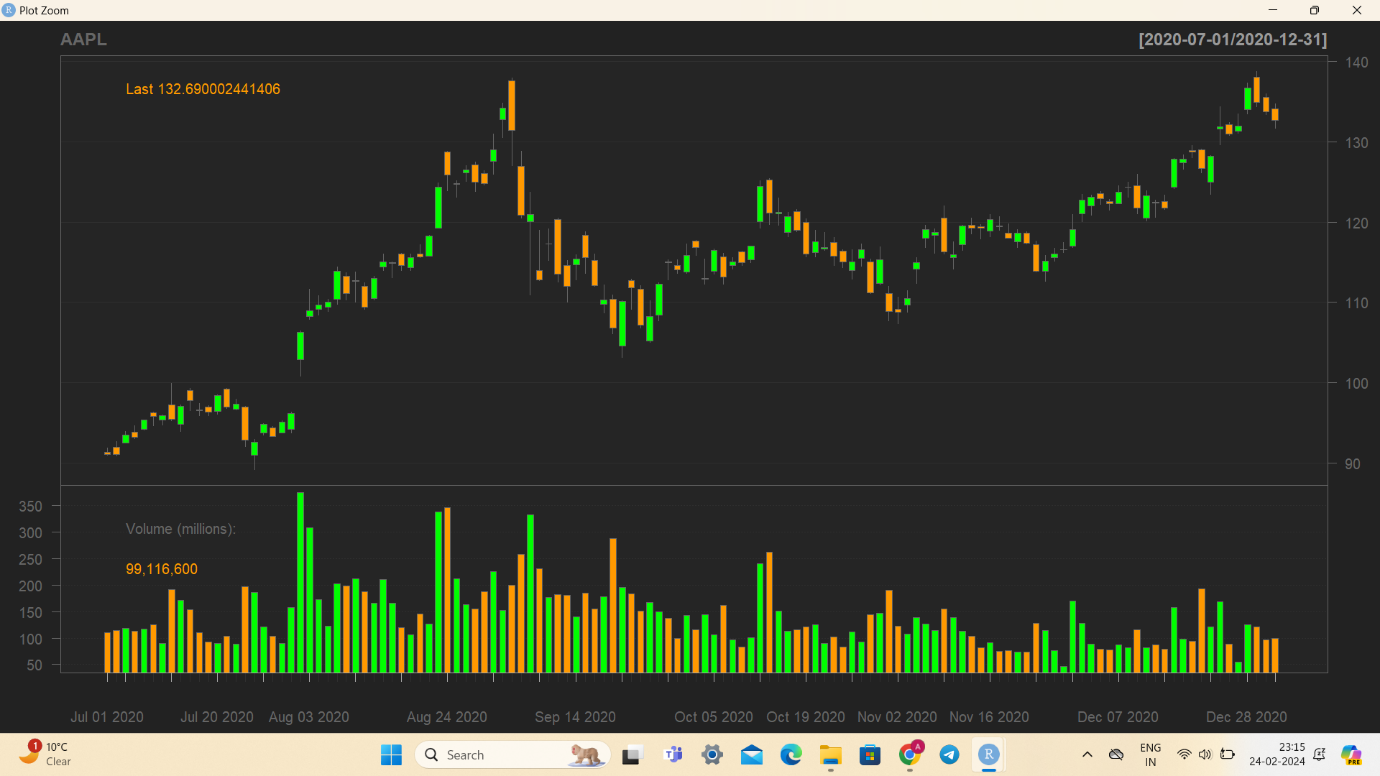 R Plot Zoom
AAPL [2020-07-01/2020-12-31]
Last 132.690002441406
140
130
120
110
100
90
Volume (millions):
99,116,600
350
300
250
200
150
100
50
Jul 01 2020 Jul 20 2020 Aug 03 2020 Aug 24 2020 Sep 14 2020 Oct 05 2020 Oct 19 2020 Nov 02 2020 Nov 16 2020 Dec 07 2020 Dec 28 2020
1
10°C
Clear
Search
T
A
R
ENG
IN
23:15
24-02-2024
PRE